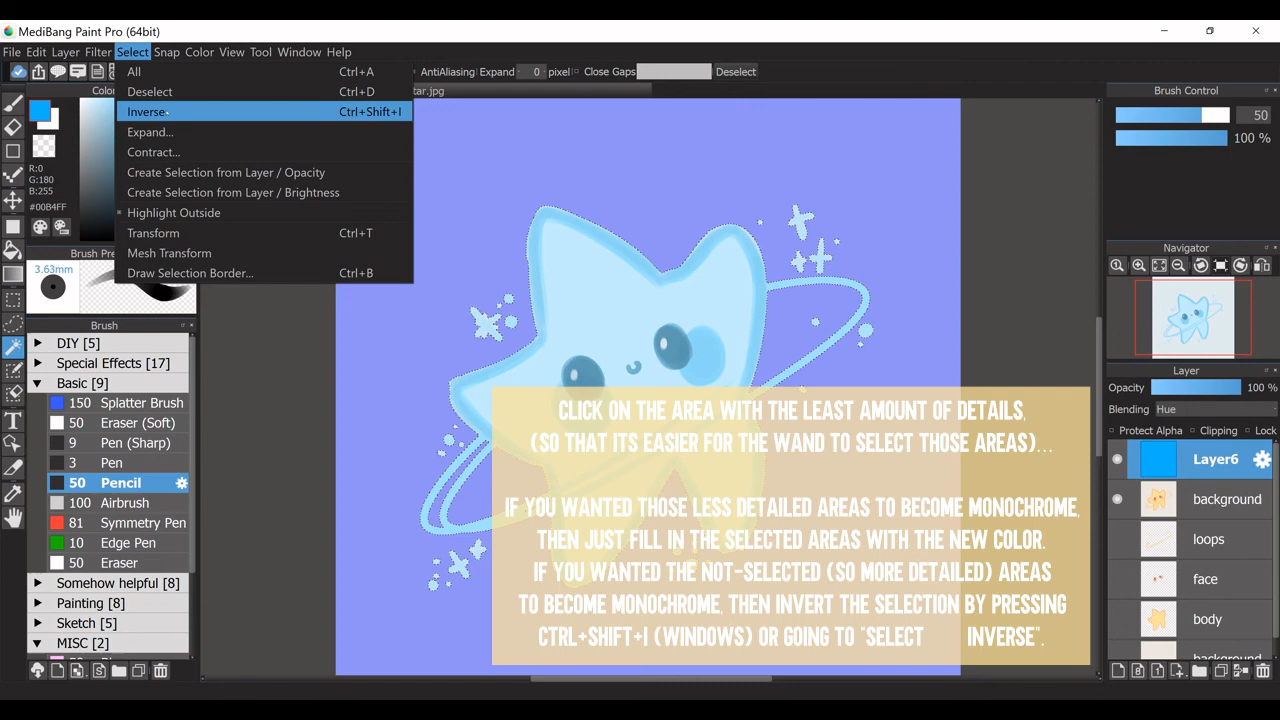 MediBang Paint Pro (64bit)
File Edit Layer Filter Select Snap Color View Tool Window Help
AntiAliasing Expand 0 pixel Close Gaps Deselect
All Ctrl+A
Deselect Ctrl+D
Inverse Ctrl+Shift+I
Expand...
Contract...
Create Selection from Layer / Opacity
Create Selection from Layer / Brightness
Highlight Outside
Transform Ctrl+T
Mesh Transform
Draw Selection Border... Ctrl+B
tar.jpg
R:0
G:180
B:255
#00B4FF
3.63mm
Brush
DIY [5]
Special Effects [17]
Basic [9]
150 Splatter Brush
50 Eraser (Soft)
9 Pen (Sharp)
3 Pen
50 Pencil
100 Airbrush
81 Symmetry Pen
10 Edge Pen
50 Eraser
Somehow helpful [8]
Painting [8]
Sketch [5]
MISC [2]
CLICK ON THE AREA WITH THE LEAST AMOUNT OF DETAILS,
(SO THAT ITS EASIER FOR THE WAND TO SELECT THOSE AREAS)...
IF YOU WANTED THOSE LESS DETAILED AREAS TO BECOME MONOCHROME,
THEN JUST FILL IN THE SELECTED AREAS WITH THE NEW COLOR.
IF YOU WANTED THE NOT-SELECTED (SO MORE DETAILED) AREAS
TO BECOME MONOCHROME, THEN INVERT THE SELECTION BY PRESSING
CTRL+SHIFT+I (WINDOWS) OR GOING TO "SELECT INVERSE".
Brush Control
50
100 %
Navigator
Layer
Opacity 100 %
Blending Hue
Protect Alpha Clipping Lock
Layer6
background
loops
face
body